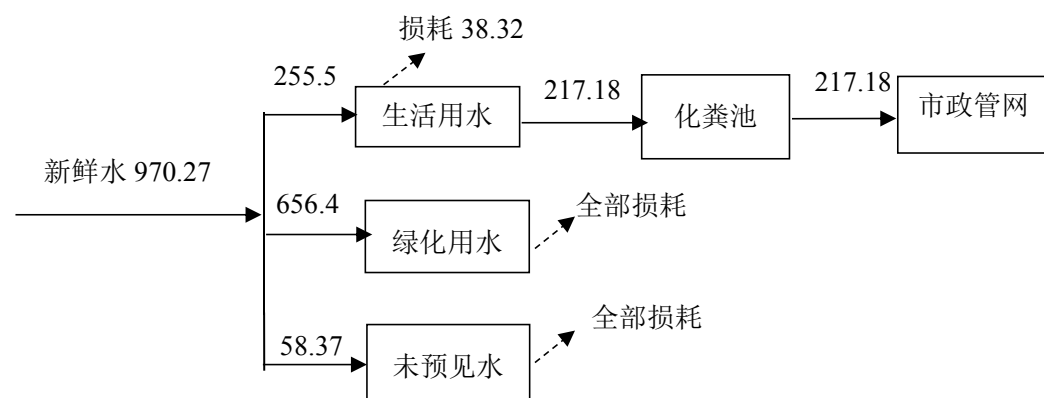 损耗 38.32
255.5
生活用水
217.18
化粪池
217.18
市政管网
新鲜水 970.27
656.4
绿化用水
全部损耗
58.37
未预见水
全部损耗